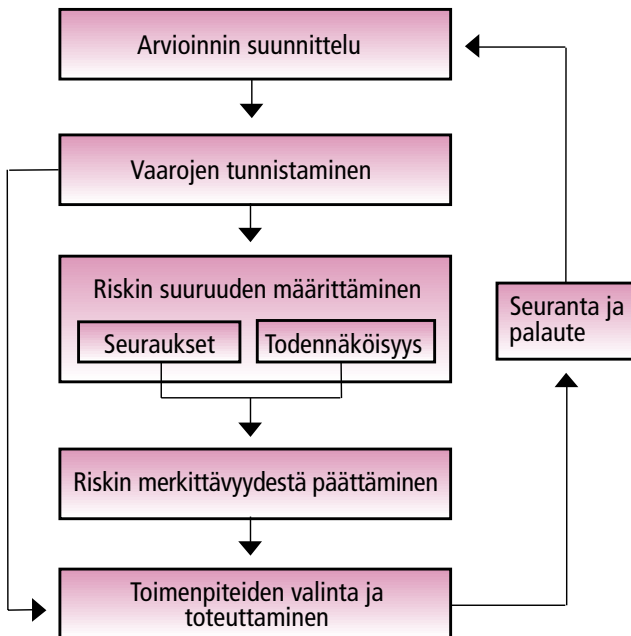 Arvioinnin suunnittelu
Vaarojen tunnistaminen
Riskin suuruuden määrittäminen
Seuraukset
Todennäköisyys
Seuranta ja
palaute
Riskin merkittävyydestä päättäminen
Toimenpiteiden valinta ja
toteuttaminen